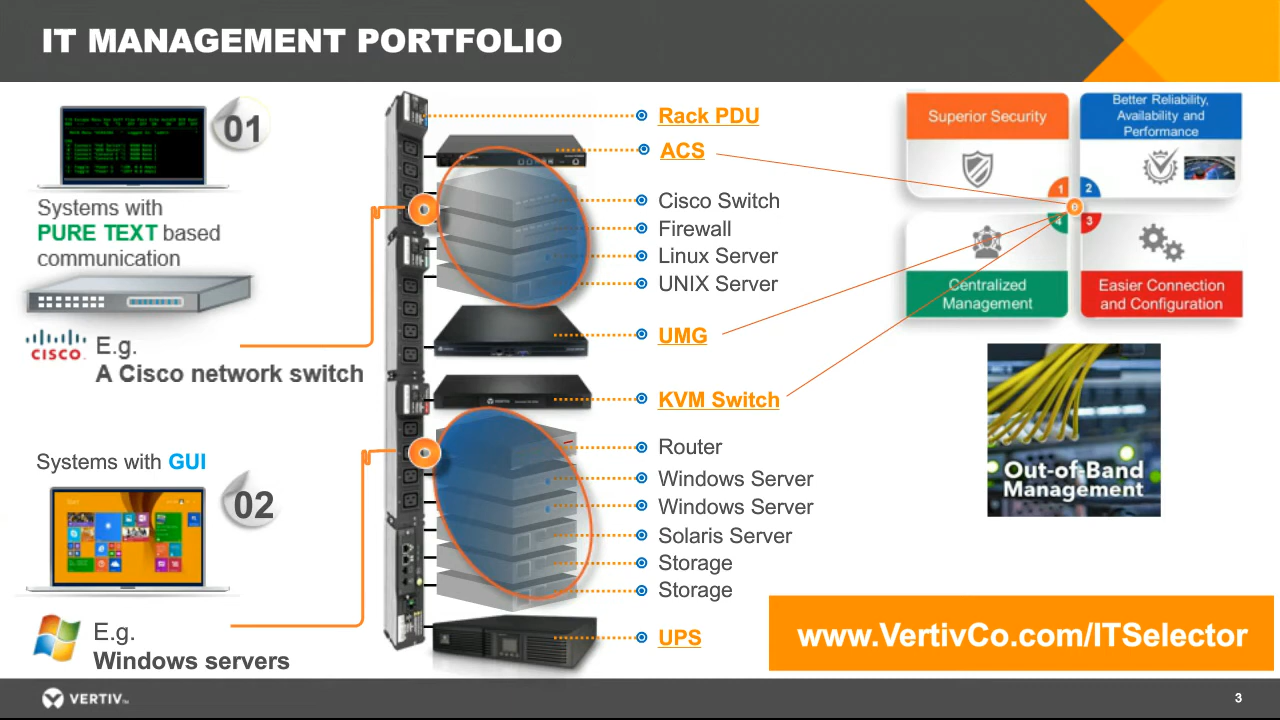 IT MANAGEMENT PORTFOLIO
01
Systems with
PURE TEXT based
communication
CISCO
E.g.
A Cisco network switch
Systems with GUI
02
E.g.
Windows servers
Rack PDU
ACS
Cisco Switch
Firewall
Linux Server
UNIX Server
UMG
KVM Switch
Router
Windows Server
Windows Server
Solaris Server
Storage
Storage
UPS
Superior Security
Better Reliability,
Availability and
Performance
1
2
4
3
Centralized
Management
Easier Connection
and Configuration
Out-of-Band
Management
www.VertivCo.com/ITSelector
VERTIV™
3